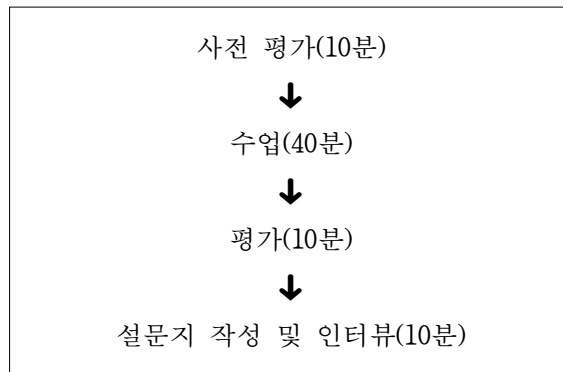 사전 평가(10분)
↓
수업(40분)
↓
평가(10분)
↓
설문지 작성 및 인터뷰(10분)